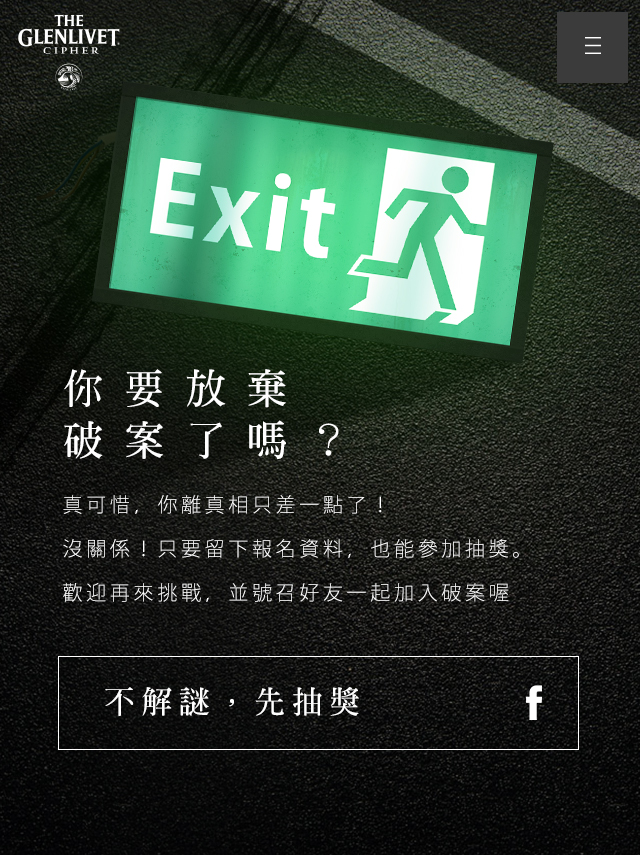 THE
GLENLIVET
CIPHER
Exit
你要放棄
破案了嗎？
真可惜，你離真相只差一點了！
沒關係！只要留下報名資料，也能參加抽獎。
歡迎再來挑戰，並號召好友一起加入破案喔
不解謎，先抽獎